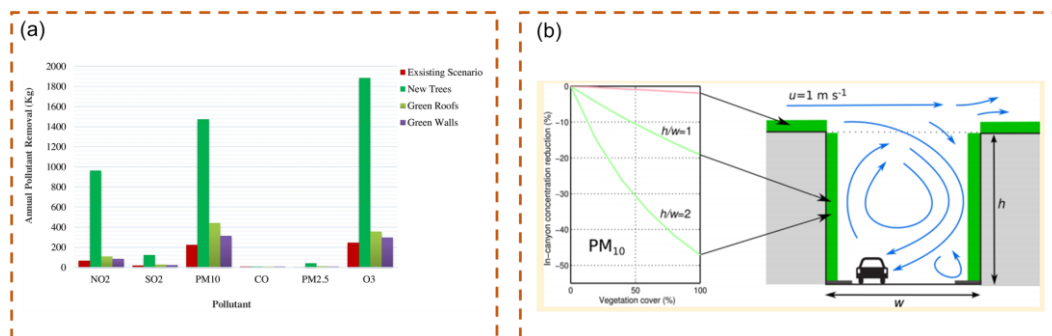 (a)
2000
1800
1600
1400
1200
1000
800
600
400
200
0
Annual Pollutant Removal (Kg)
NO2 SO2 PM10 CO PM2.5 O3
Pollutant
Exsisting Scenario
New Trees
Green Roofs
Green Walls
(b)
0
-10
-20
-30
-40
-50
In-canyon concentration reduction (%)
h/w=1
h/w=2
PM10
0 50 100
Vegetation cover (%)
u=1 m s-1
h
w